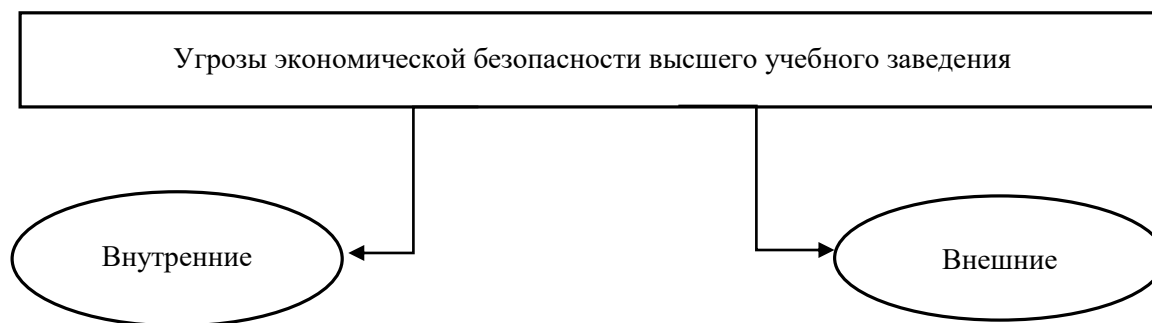 Угрозы экономической безопасности высшего учебного заведения
Внутренние
Внешние